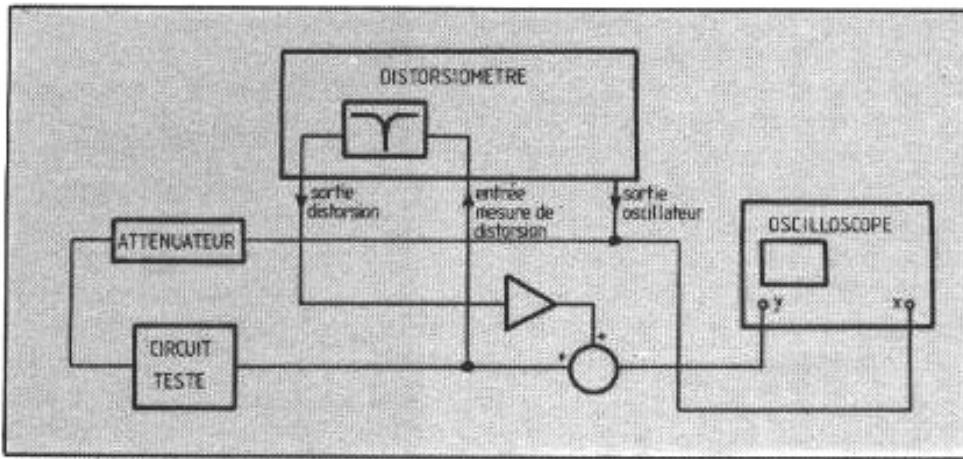 DISTORSIOMETRE
sortie
distorsion
entrée
mesure de
distorsion
sortie
oscillateur
OSCILLOSCOPE
ATTENUATEUR
y
x
CIRCUIT
TESTE
+
+